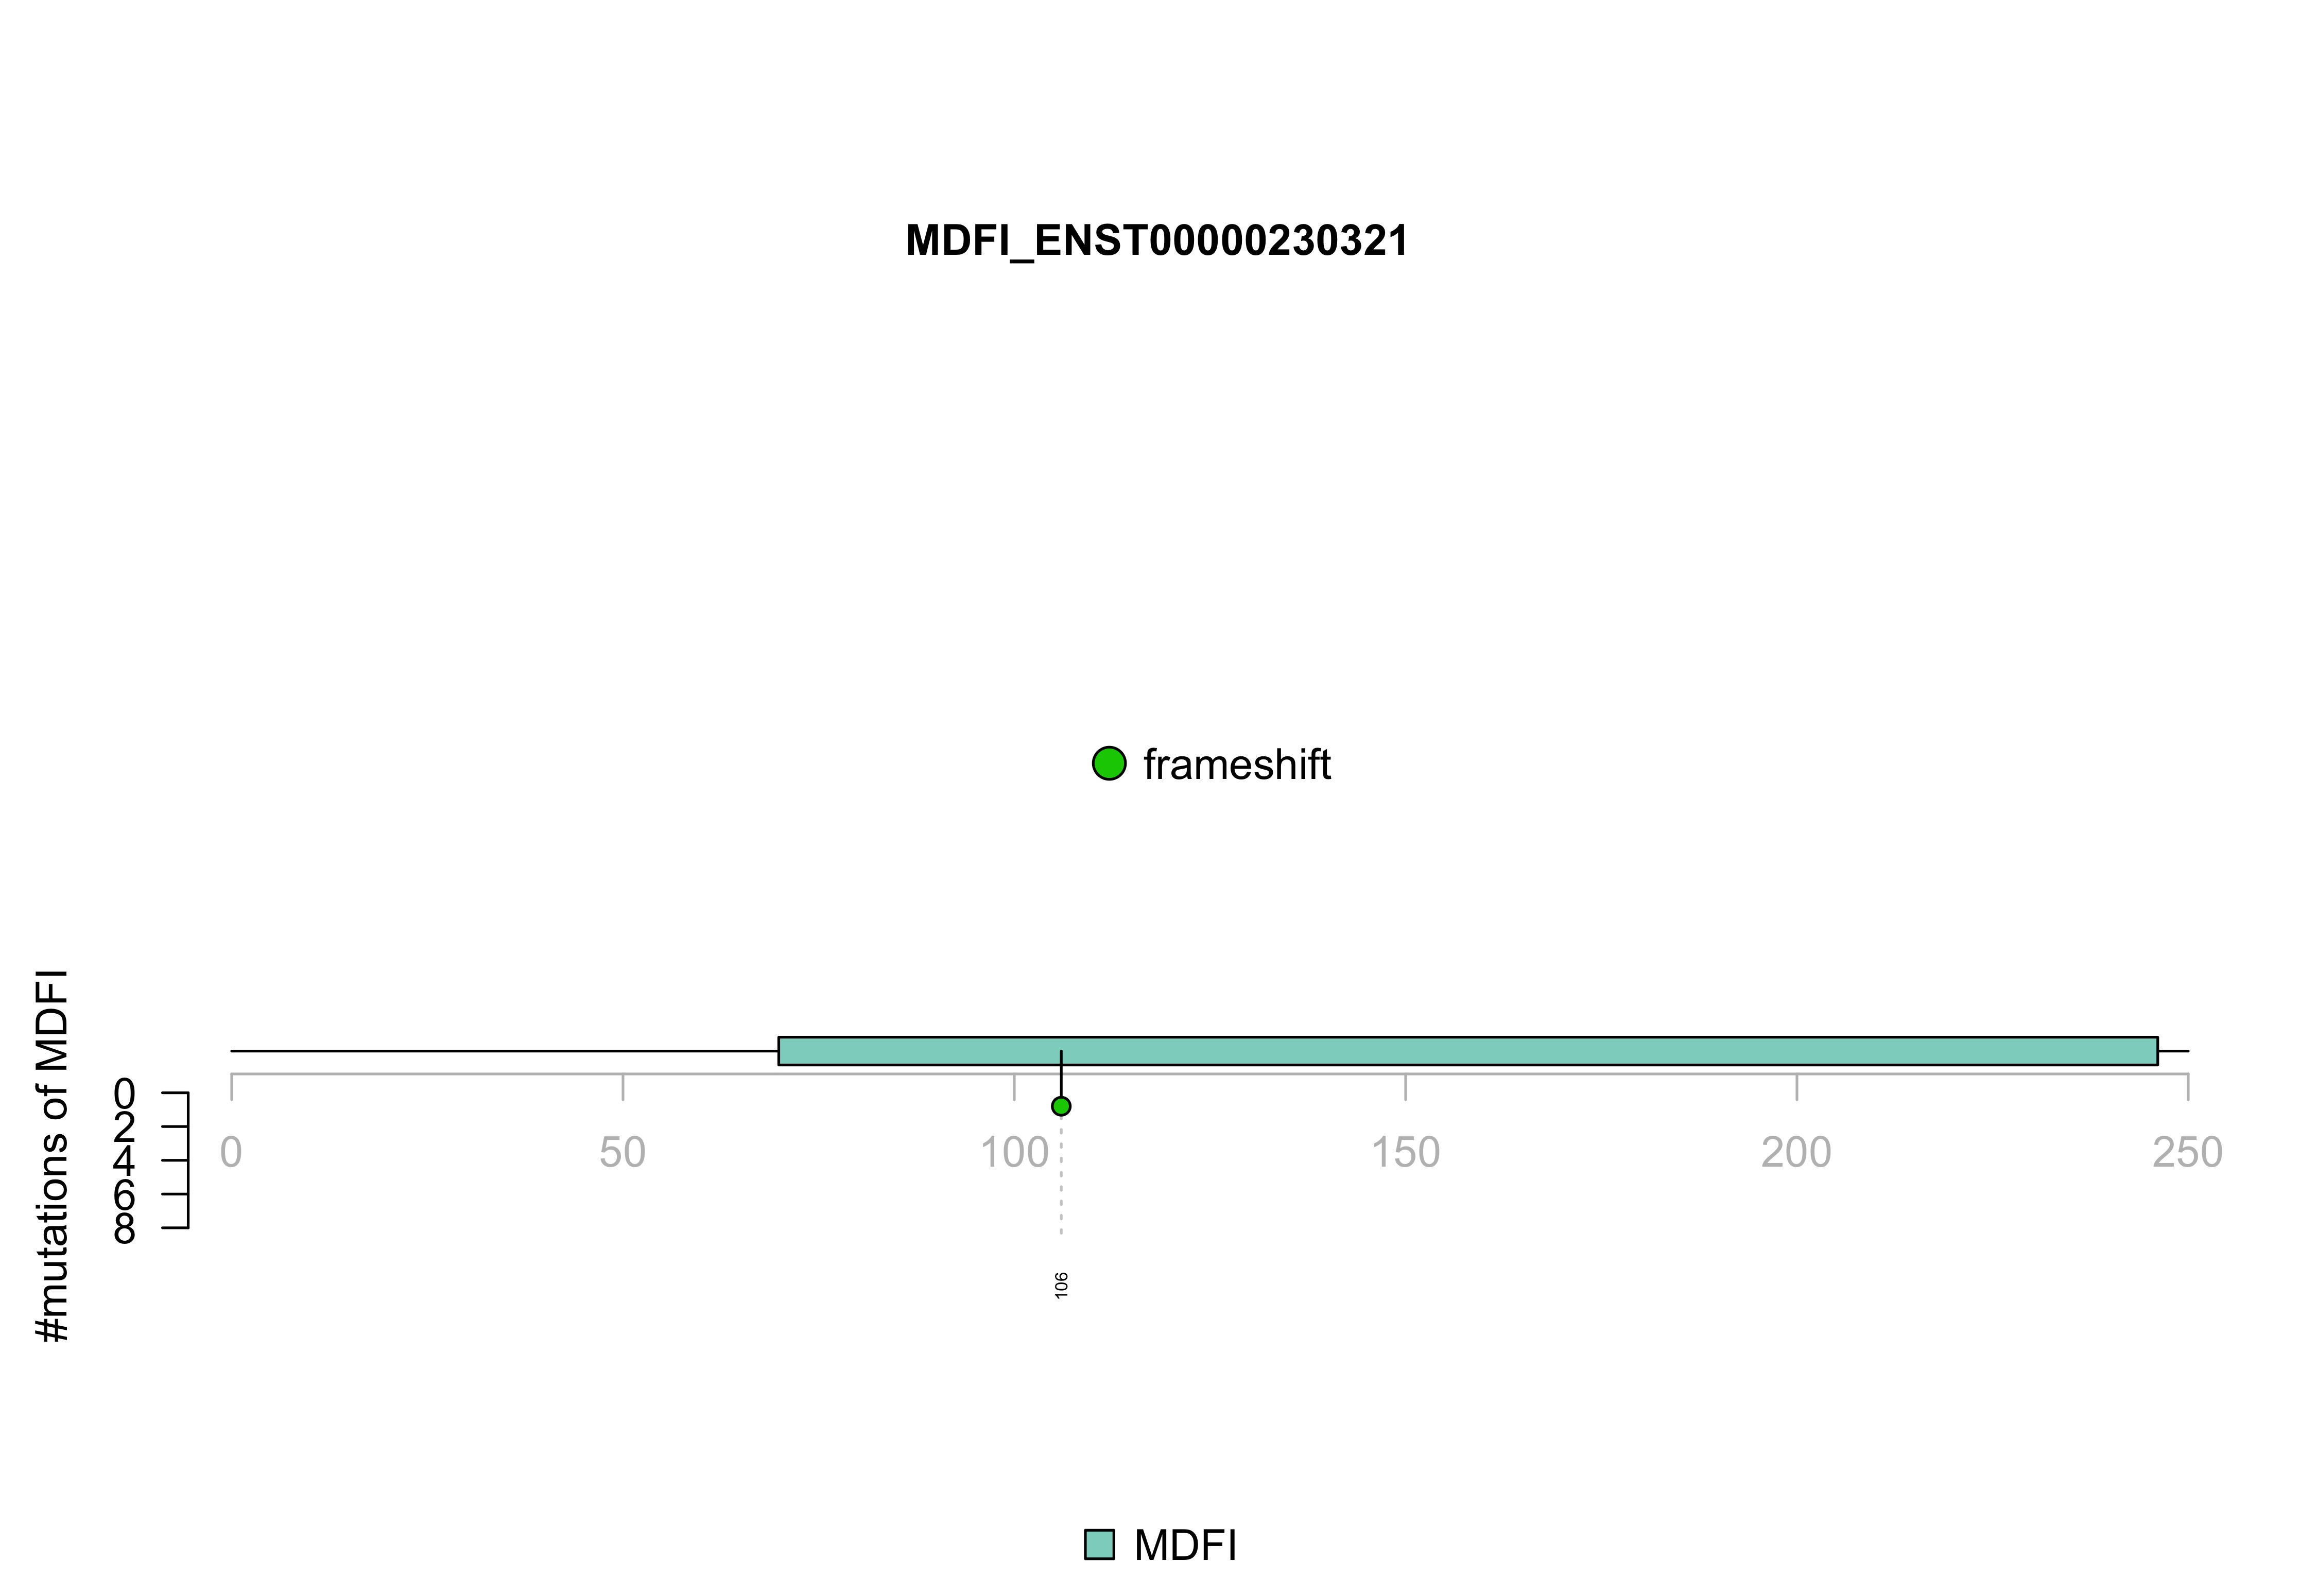 MDFI_ENST00000230321
frameshift
#mutations of MDFI
0
2
4
6
8
0 50 100 150 200 250
106
MDFI